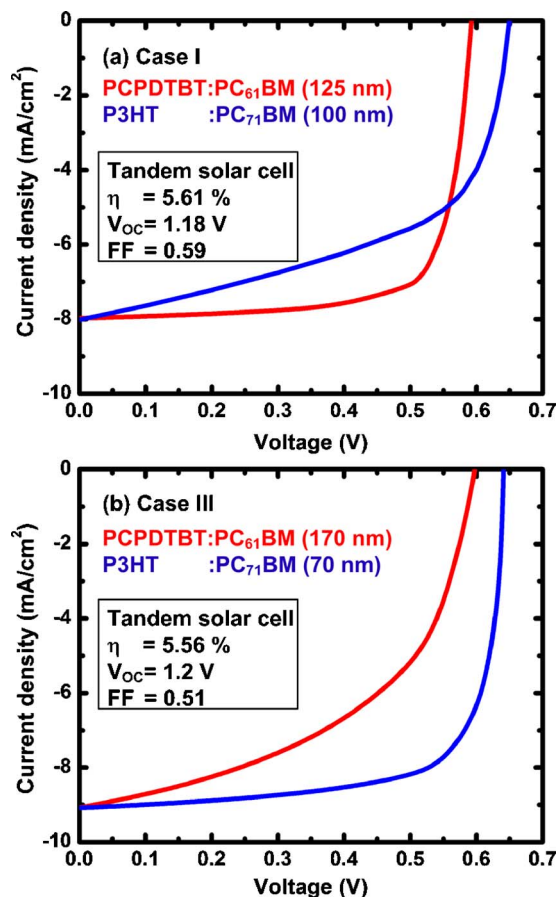 (a) Case I
PCPDTBT:PC₆₁BM (125 nm)
P3HT :PC₇₁BM (100 nm)
Tandem solar cell
η = 5.61 %
V_OC= 1.18 V
FF = 0.59
Current density (mA/cm²)
0
-2
-4
-6
-8
-10
0.0 0.1 0.2 0.3 0.4 0.5 0.6 0.7
Voltage (V)
(b) Case III
PCPDTBT:PC₆₁BM (170 nm)
P3HT :PC₇₁BM (70 nm)
Tandem solar cell
η = 5.56 %
V_OC= 1.2 V
FF = 0.51
Current density (mA/cm²)
0
-2
-4
-6
-8
-10
0.0 0.1 0.2 0.3 0.4 0.5 0.6 0.7
Voltage (V)